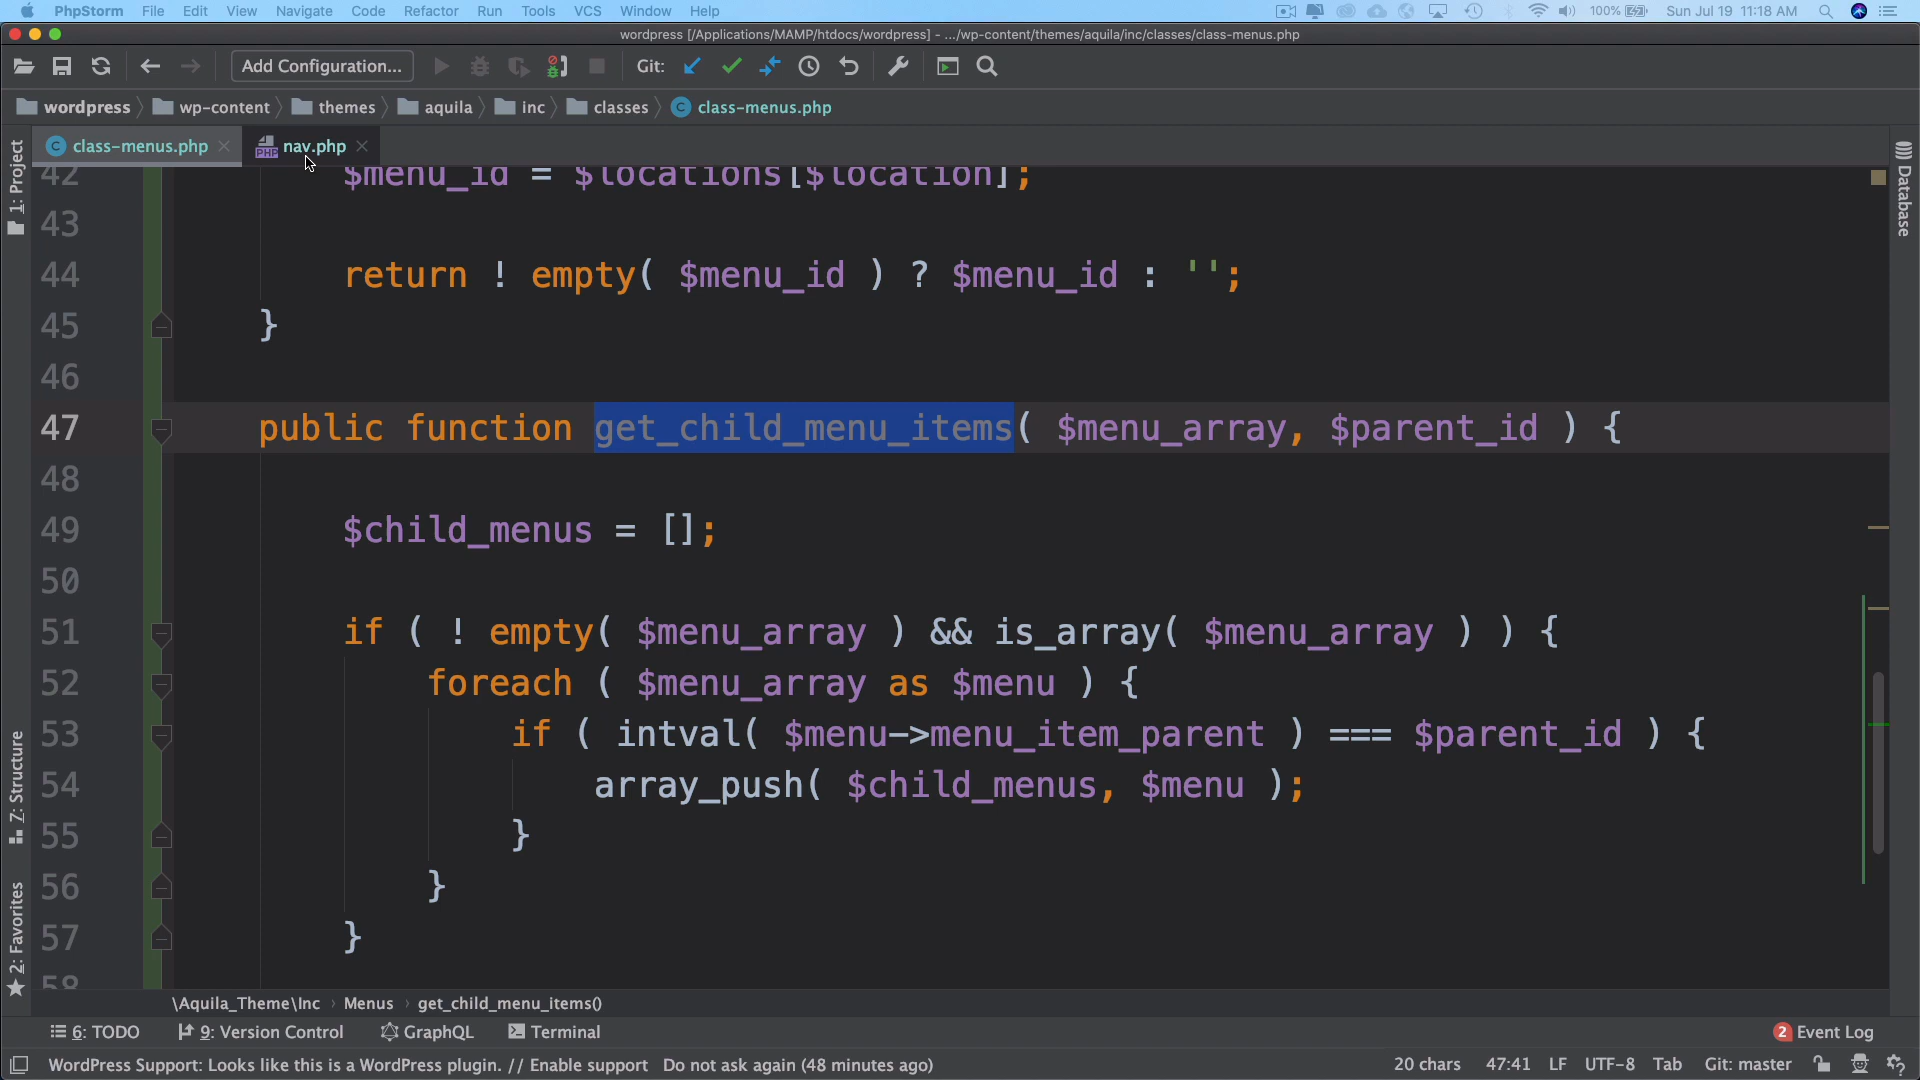 PhpStorm File Edit View Navigate Code Refactor Run Tools VCS Window Help 100% Sun Jul 19 11:18 AM
wordpress [/Applications/MAMP/htdocs/wordpress] - .../wp-content/themes/aquila/inc/classes/class-menus.php
Add Configuration... Git:
wordpress wp-content themes aquila inc classes class-menus.php
class-menus.php nav.php
1: Project
Database
42 $menu_id = $locations[$location];
43
44 return ! empty( $menu_id ) ? $menu_id : '';
45 }
46
47 public function get_child_menu_items( $menu_array, $parent_id ) {
48
49 $child_menus = [];
50
51 if ( ! empty( $menu_array ) && is_array( $menu_array ) ) {
52 foreach ( $menu_array as $menu ) {
53 if ( intval( $menu->menu_item_parent ) === $parent_id ) {
54 array_push( $child_menus, $menu );
55 }
56 }
57 }
58
Z: Structure
2: Favorites
\Aquila_Theme\Inc Menus get_child_menu_items()
6: TODO 9: Version Control GraphQL Terminal 2 Event Log
WordPress Support: Looks like this is a WordPress plugin. // Enable support Do not ask again (48 minutes ago) 20 chars 47:41 LF UTF-8 Tab Git: master